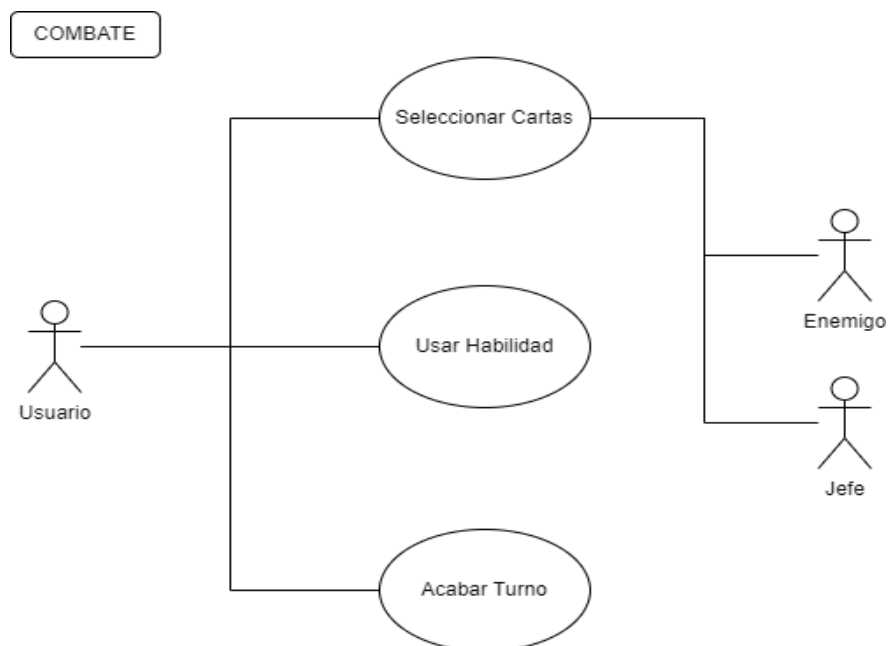 COMBATE
Seleccionar Cartas
Enemigo
Usar Habilidad
Usuario
Jefe
Acabar Turno